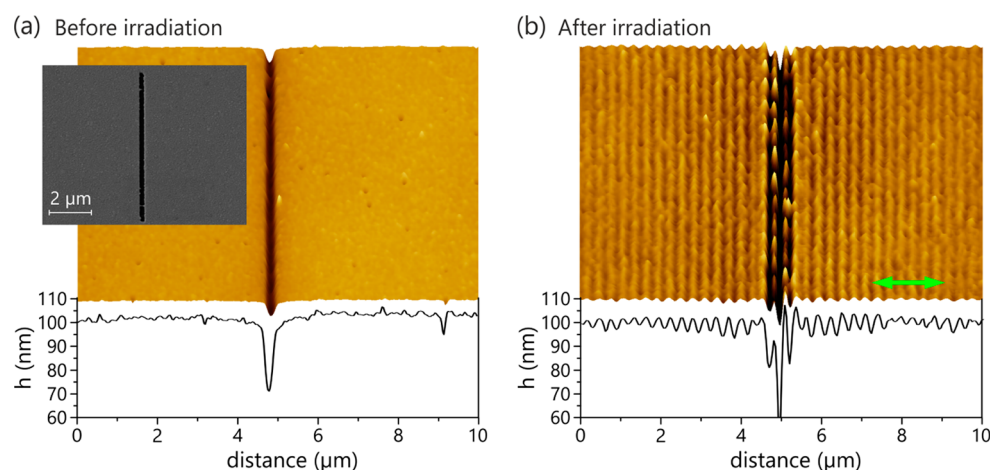 (a) Before irradiation
2 μm
110
100
90
80
70
60
h (nm)
0 2 4 6 8 10
distance (μm)
(b) After irradiation
110
100
90
80
70
60
h (nm)
0 2 4 6 8 10
distance (μm)